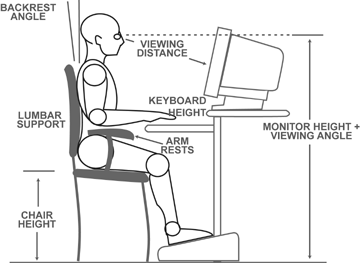 BACKREST
ANGLE
VIEWING
DISTANCE
KEYBOARD
HEIGHT
LUMBAR
SUPPORT
MONITOR HEIGHT +
VIEWING ANGLE
ARM
RESTS
CHAIR
HEIGHT